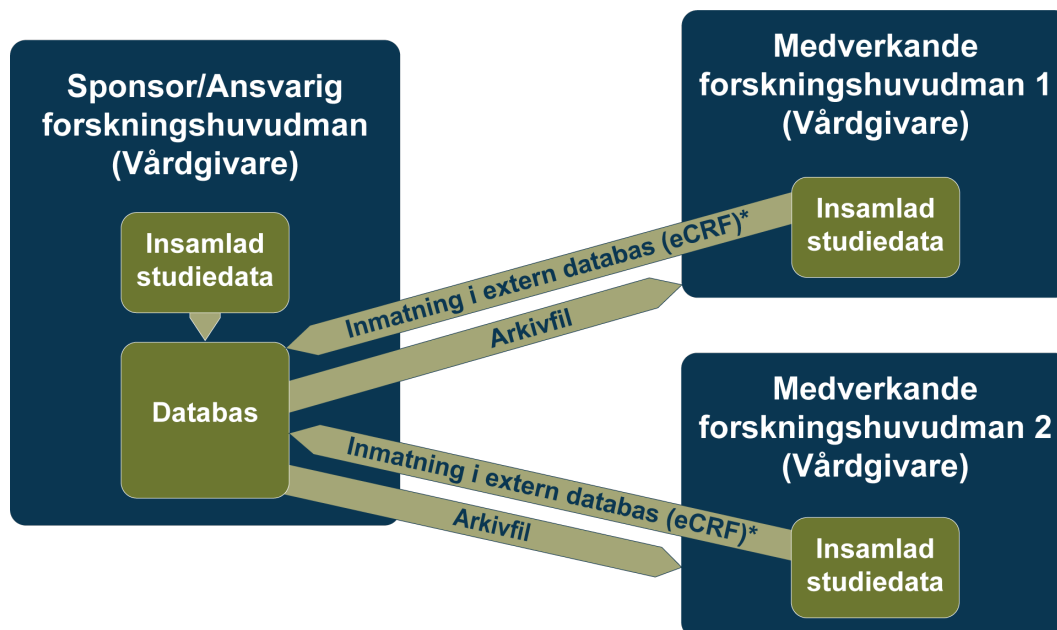 Sponsor/Ansvarig
forskningshuvudman
(Vårdgivare)
Insamlad
studiedata
Databas
Medverkande
forskningshuvudman 1
(Vårdgivare)
Insamlad
studiedata
Inmatning i extern databas (eCRF)*
Arkivfil
Medverkande
forskningshuvudman 2
(Vårdgivare)
Inmatning i extern databas (eCRF)*
Arkivfil
Insamlad
studiedata